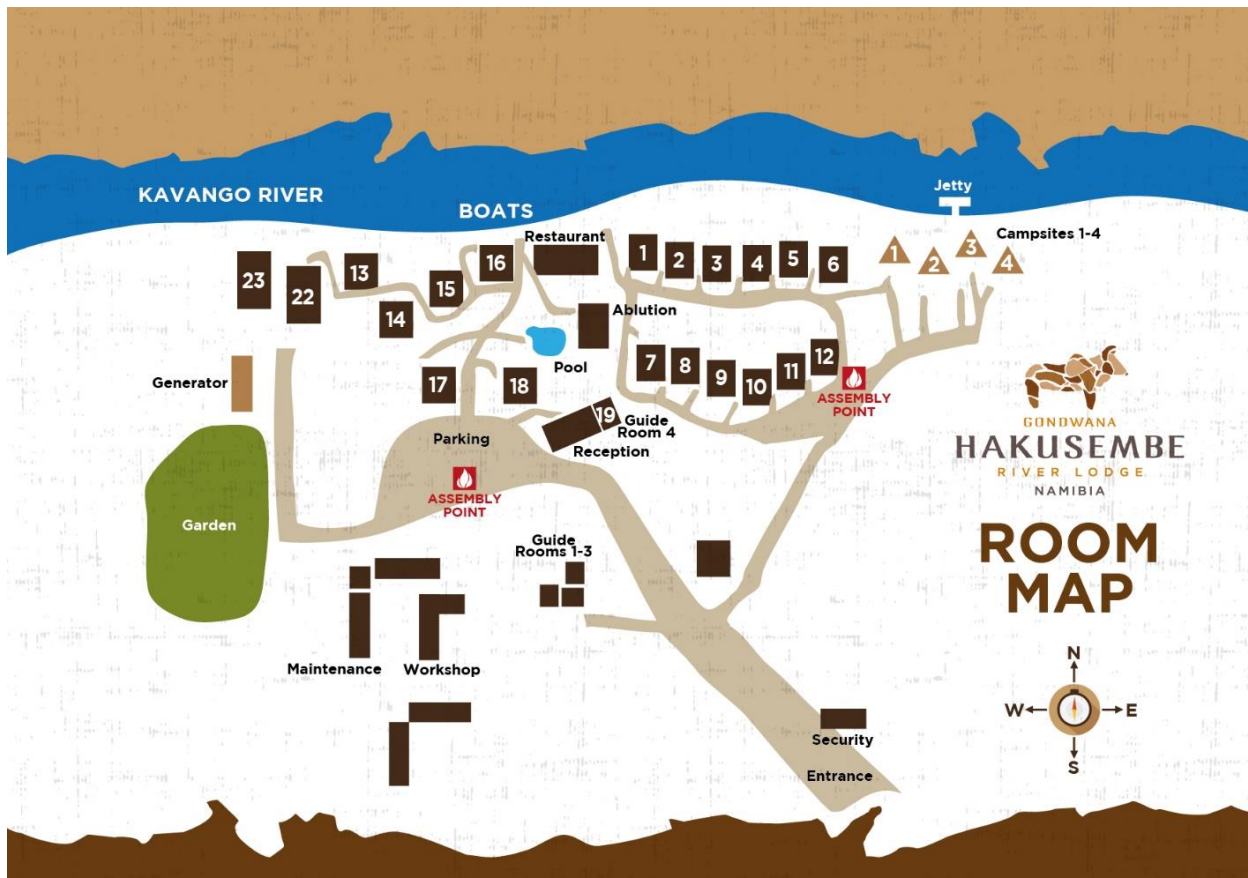 KAVANGO RIVER
BOATS
Jetty
Restaurant
Campsites 1-4
1
2
3
4
5
6
1
2
3
4
23
22
13
14
15
16
Ablution
Pool
7
8
9
10
11
12
Generator
17
18
19
Guide
Room 4
Reception
Parking
ASSEMBLY
POINT
ASSEMBLY
POINT
Garden
Guide
Rooms 1-3
Maintenance
Workshop
Security
Entrance
GONDWANA
HAKUSEMBE
RIVER LODGE
NAMIBIA
ROOM
MAP
N
W
E
S